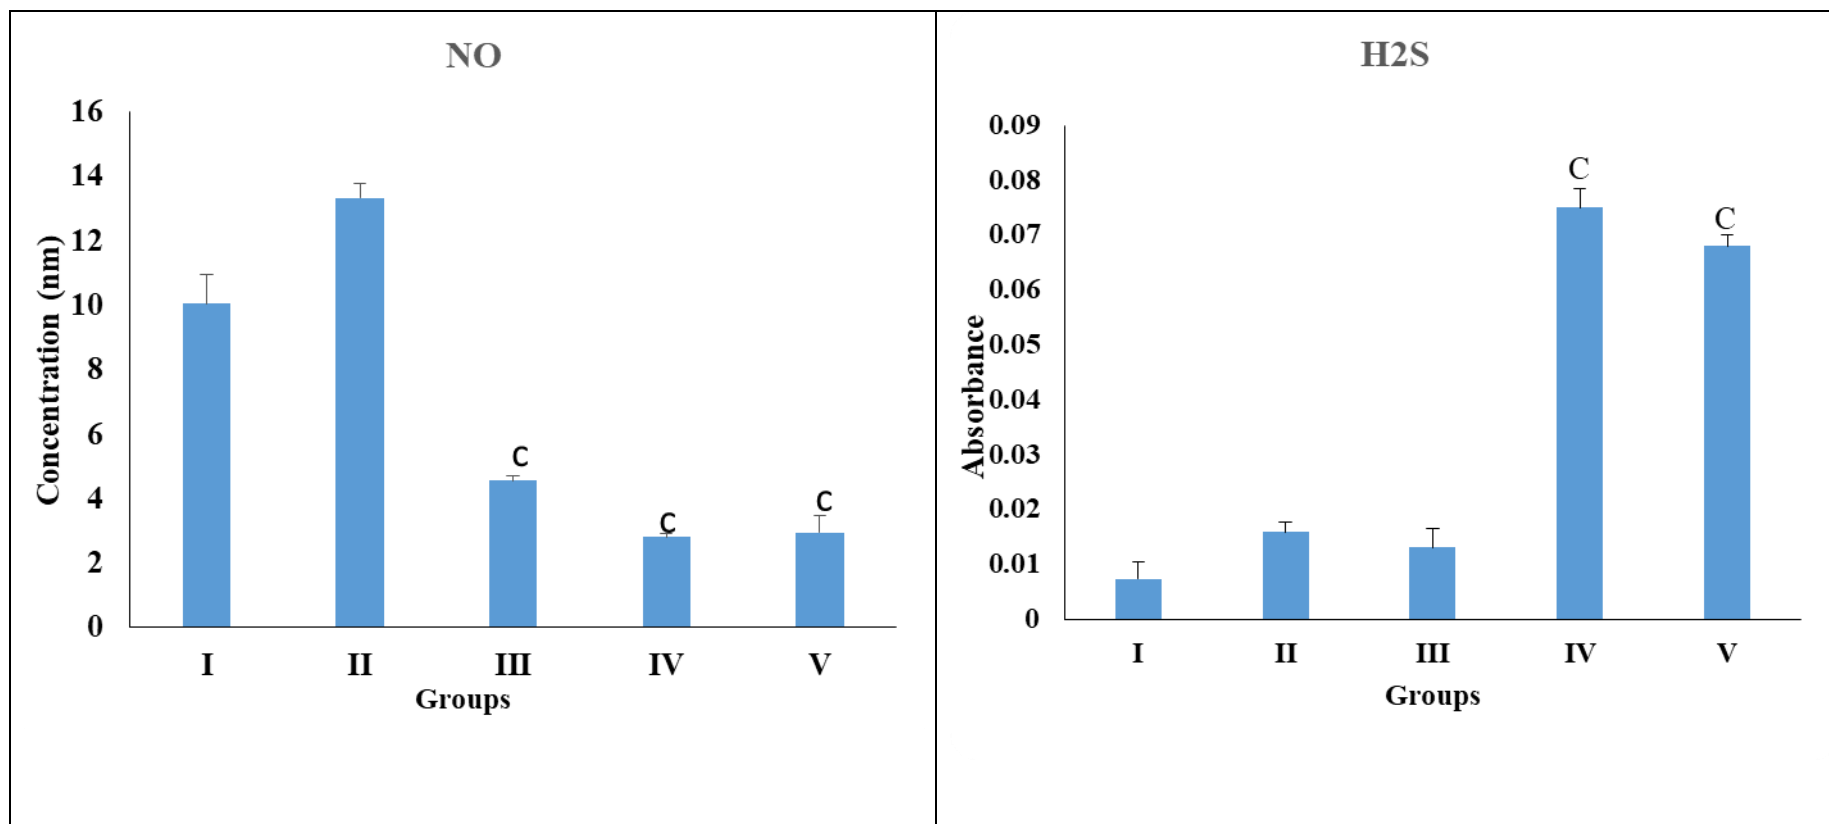 NO
16
14
12
10
8
6
4
2
0
Concentration (nm)
C
C
C
I II III IV V
Groups
H2S
0.09
0.08
0.07
0.06
0.05
0.04
0.03
0.02
0.01
0
Absorbance
C
C
I II III IV V
Groups